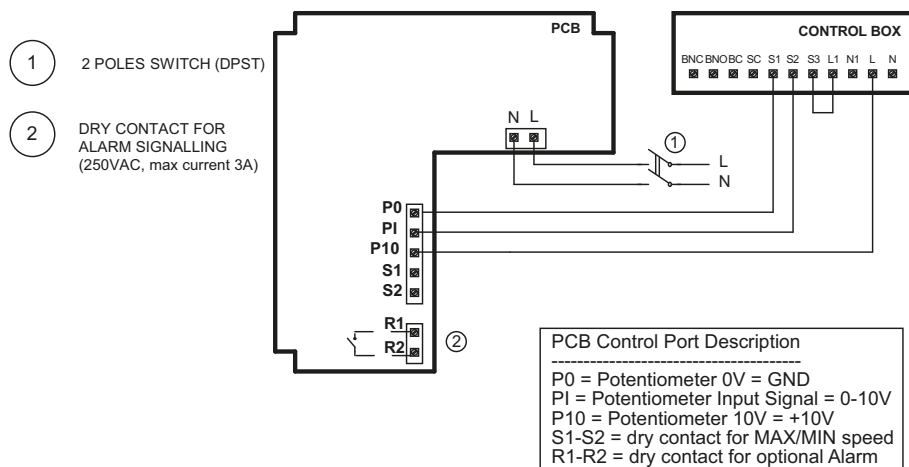 PCB
CONTROL BOX
BNC BNO BC SC S1 S2 S3 L1 N1 L N
1
2 POLES SWITCH (DPST)
2
DRY CONTACT FOR
ALARM SIGNALLING
(250VAC, max current 3A)
N L
1
L
N
P0
PI
P10
S1
S2
R1
R2
2
PCB Control Port Description
----------------------------------------
P0 = Potentiometer 0V = GND
PI = Potentiometer Input Signal = 0-10V
P10 = Potentiometer 10V = +10V
S1-S2 = dry contact for MAX/MIN speed
R1-R2 = dry contact for optional Alarm